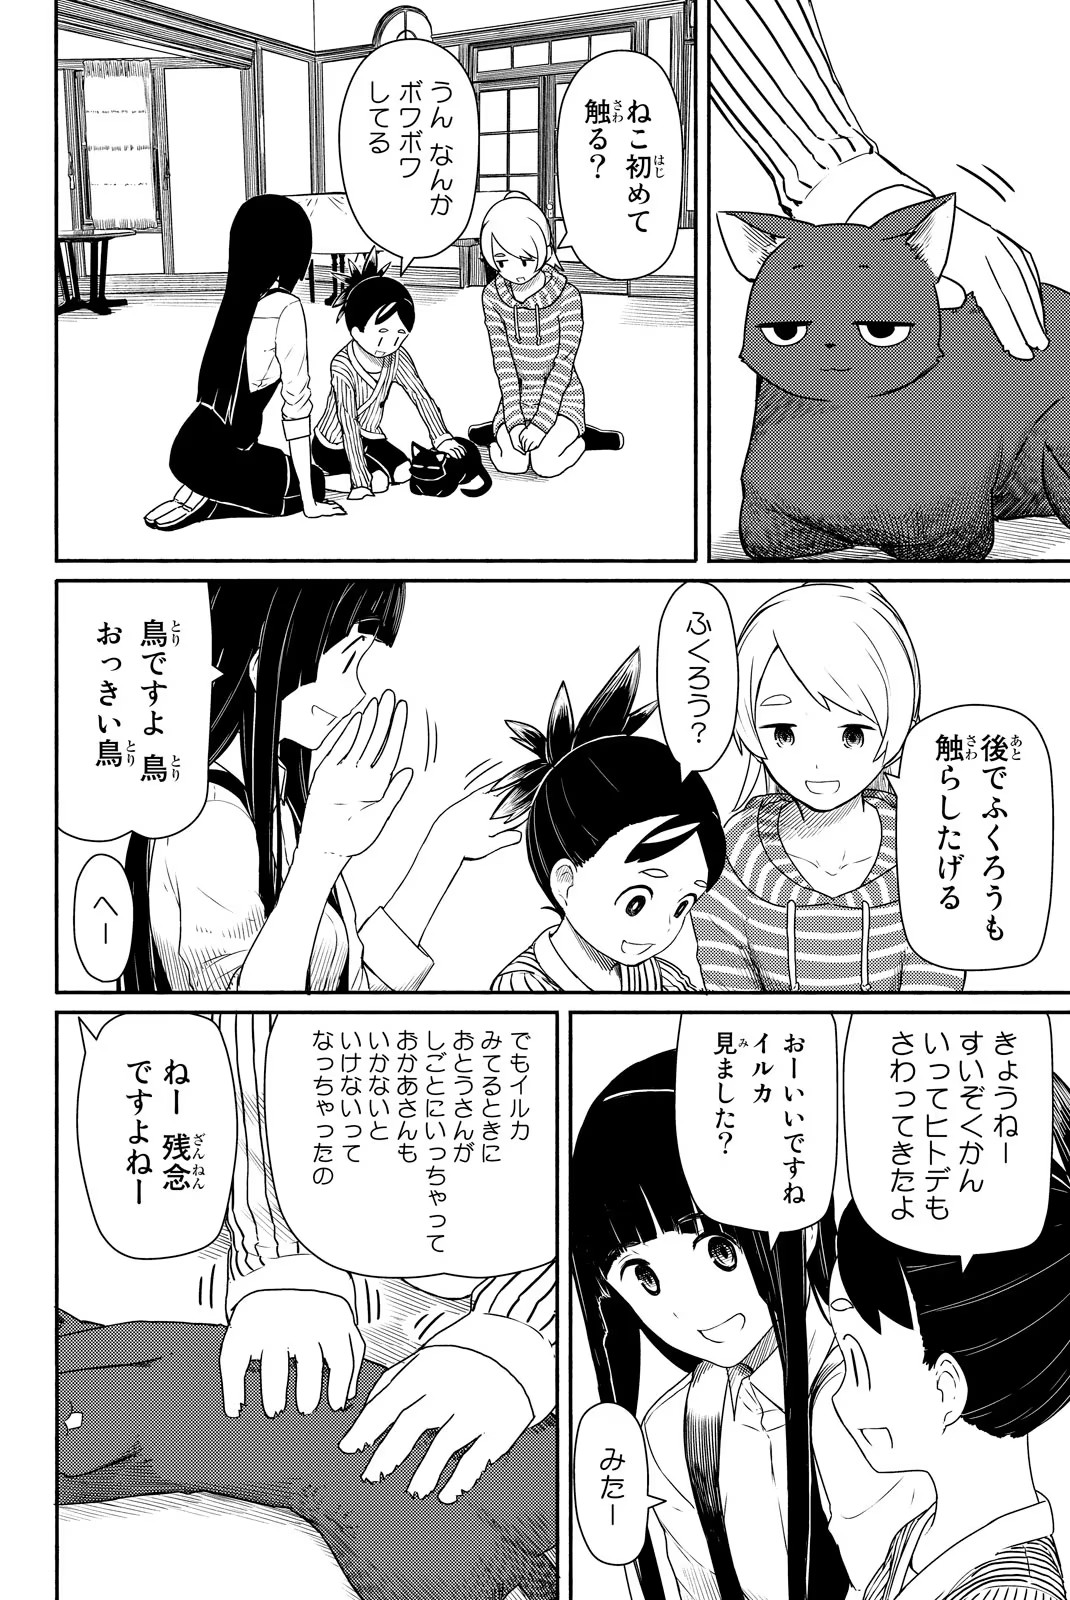 ねこ初めて
触る？
うん なんか
ボワボワ
してる
後でふくろうも
触らしたげる
ふくろう？
鳥ですよ 鳥
おっきい鳥
へー
きょうねー
すいぞくかん
いってヒトデも
さわってきたよ
おーいいですね
イルカ
見ました？
みたー
でもイルカ
みてるときに
おとうさんが
しごとにいっちゃって
おかあさんも
いかないと
いけないいって
なっちゃったの
ねー 残念
ですよねー